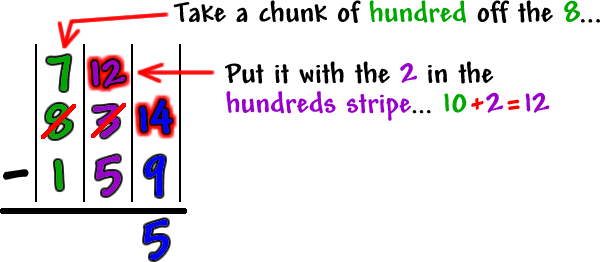 Take a chunk of hundred off the 8...
7 12
Put it with the 2 in the
hundreds stripe... 10+2=12
8 3 14
- 1 5 9
5